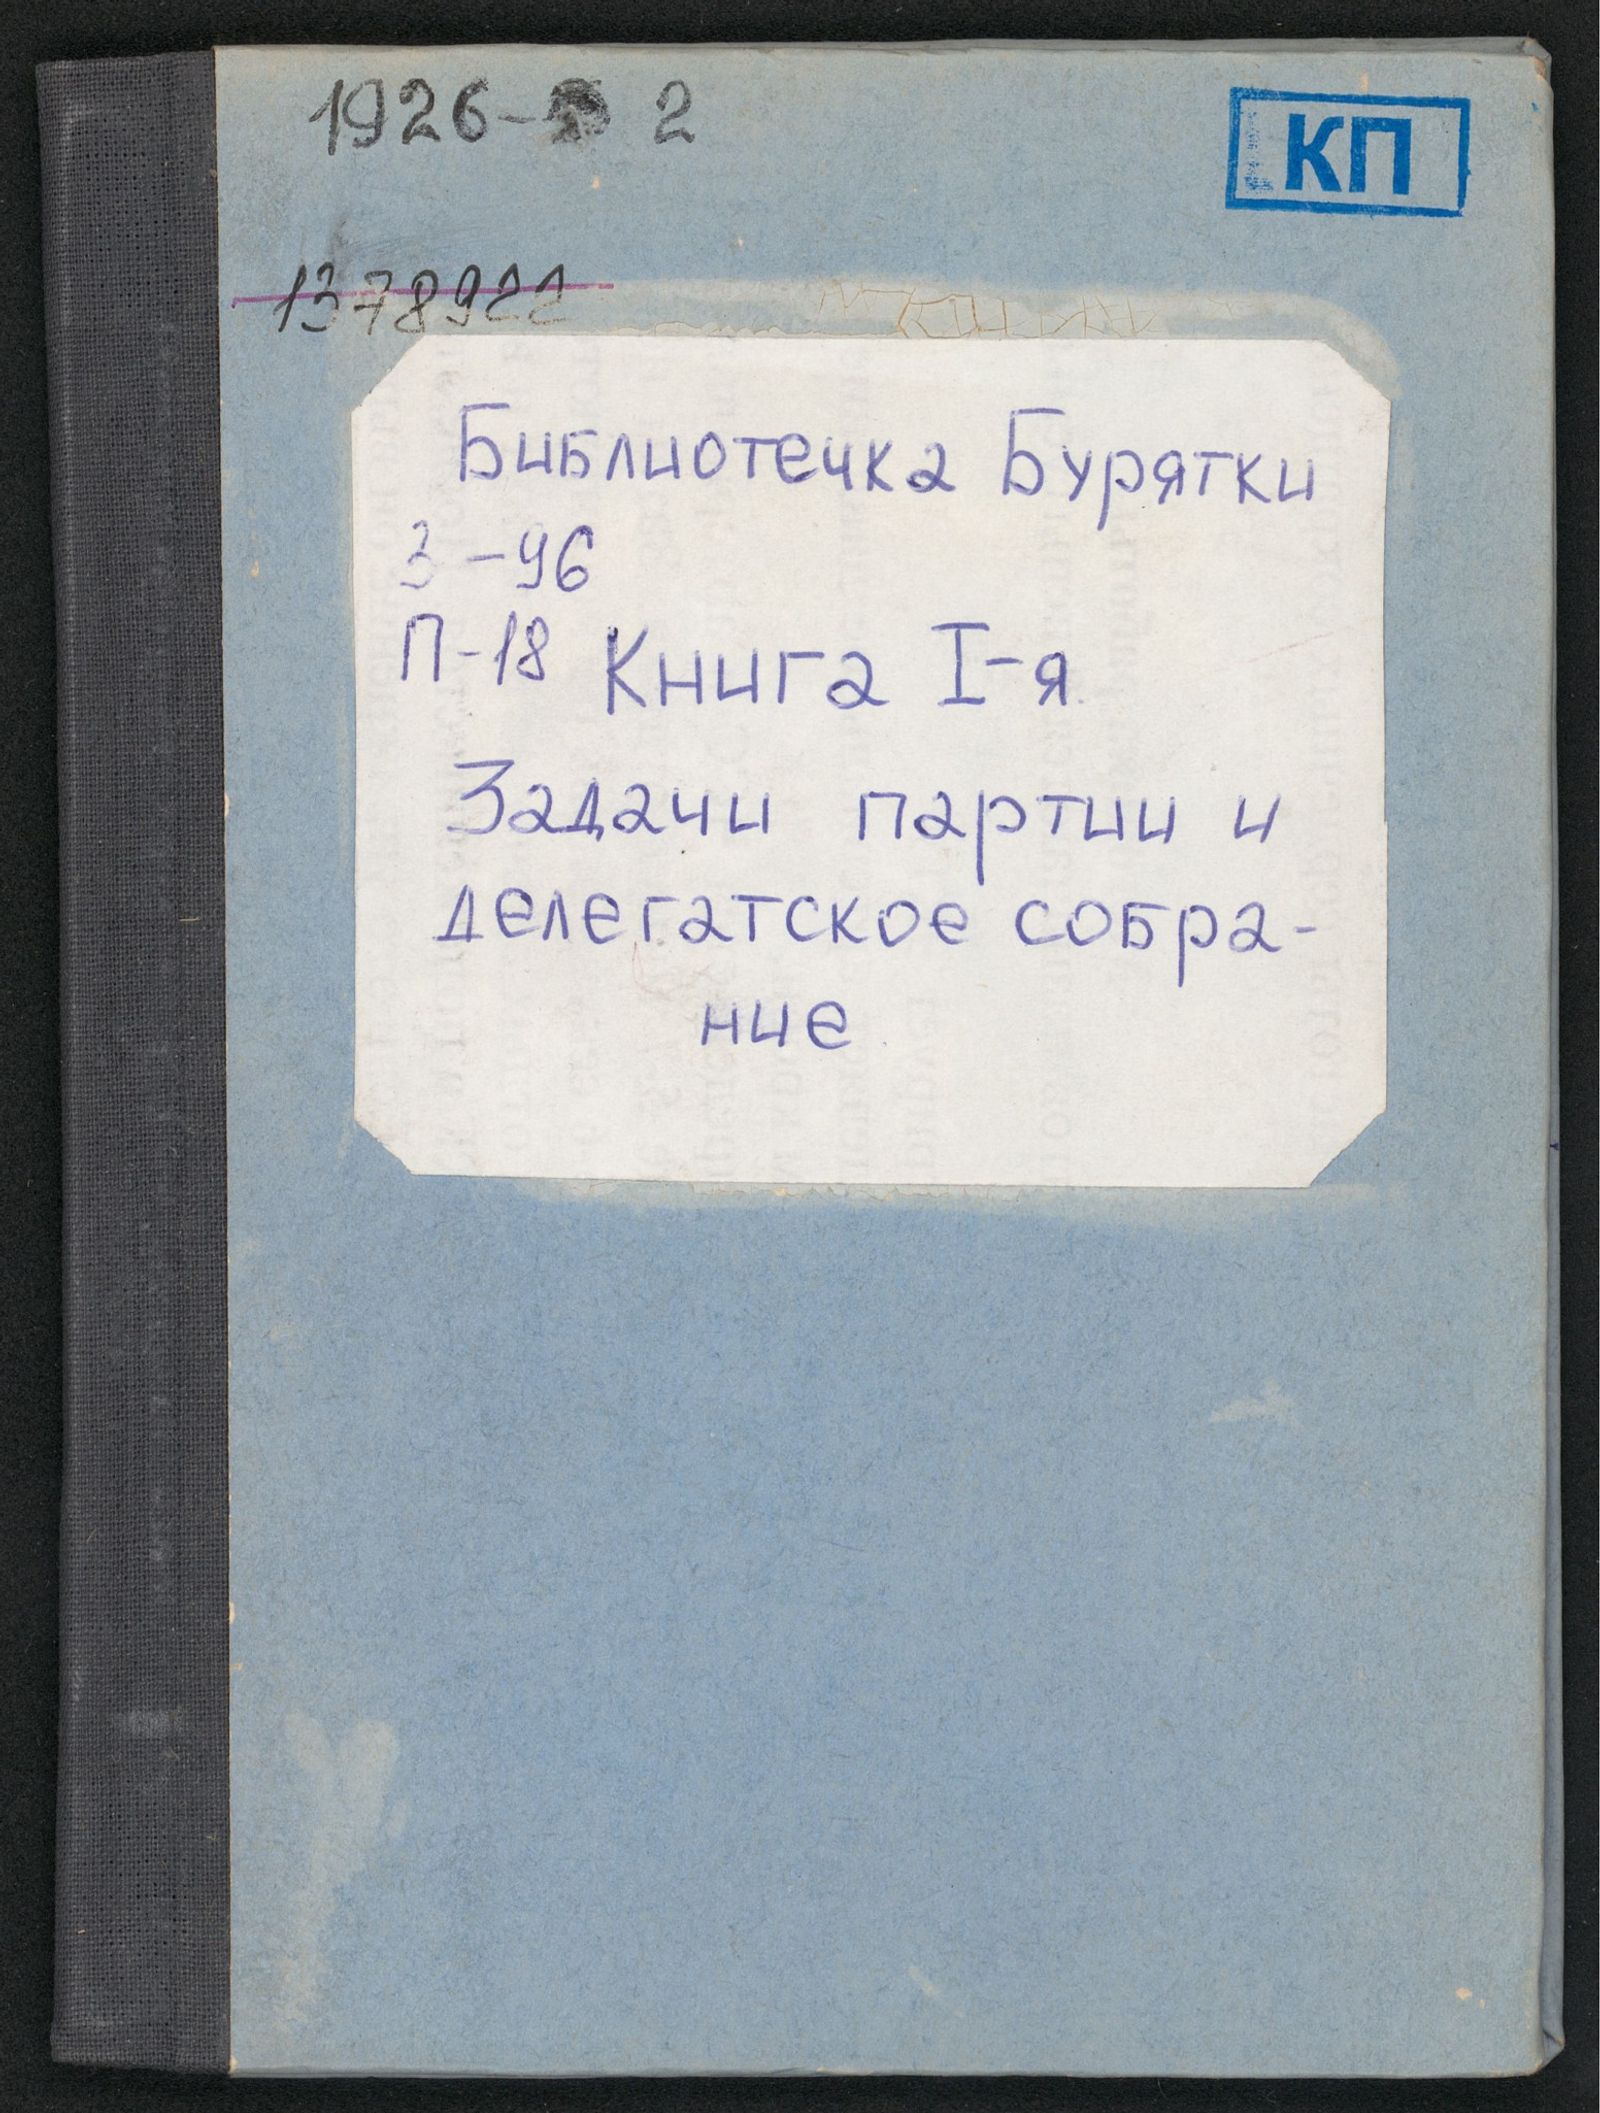 1926- 2
КП
1378922
Библиотечка Бурятки
3-96
П-18 Книга I-я
Задачи партии и
делегатское собра-
ние